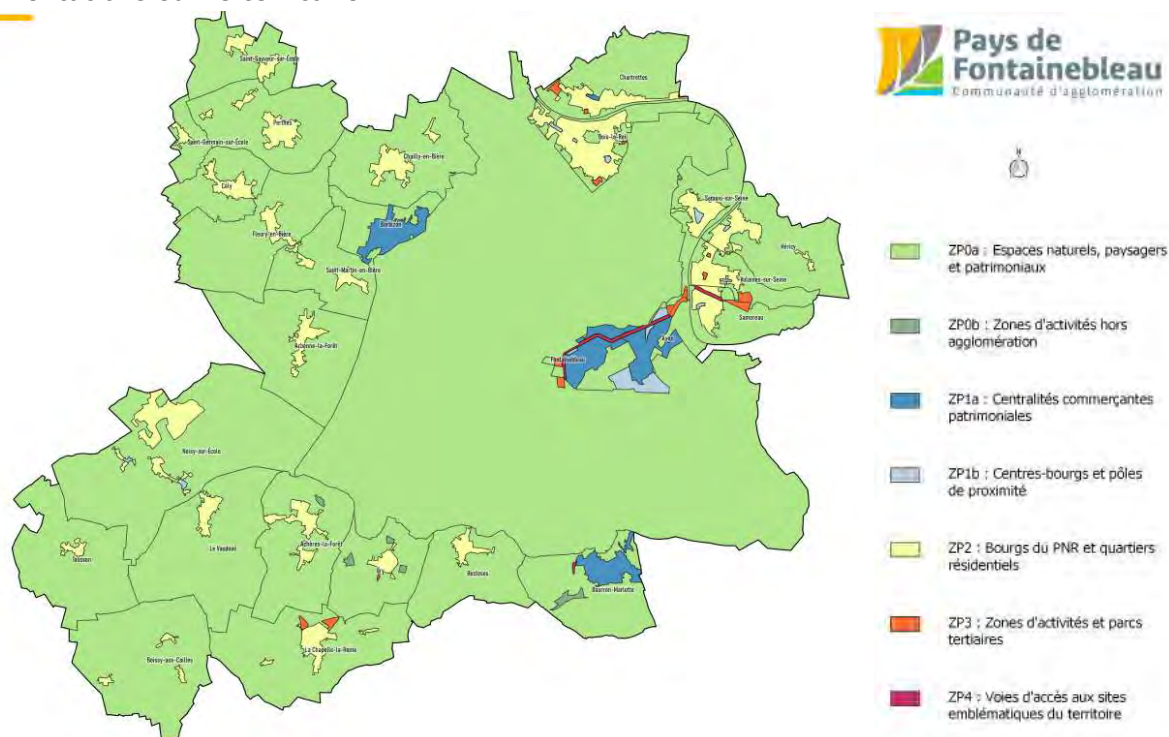 Pays de
Fontainebleau
Communauté d'agglomération
N
Saint-Sauveur-sur-École
Perthes
Saint-Germain-sur-École
Cély
Chailly-en-Bière
Fleury-en-Bière
Barbizon
Saint-Martin-en-Bière
Arbonne-la-Forêt
Chartrettes
Bois-le-Roi
Samois-sur-Seine
Héricy
Vulaines-sur-Seine
Samoreau
Fontainebleau
Avon
Noisy-sur-École
Le Vaudoué
Achères-la-Forêt
Tousson
Recloses
Bourron-Marlotte
La Chapelle-la-Reine
Boissy-aux-Cailles
ZP0a : Espaces naturels, paysagers
et patrimoniaux
ZP0b : Zones d'activités hors
agglomération
ZP1a : Centralités commerçantes
patrimoniales
ZP1b : Centres-bourgs et pôles
de proximité
ZP2 : Bourgs du PNR et quartiers
résidentiels
ZP3 : Zones d'activités et parcs
tertiaires
ZP4 : Voies d'accès aux sites
emblématiques du territoire